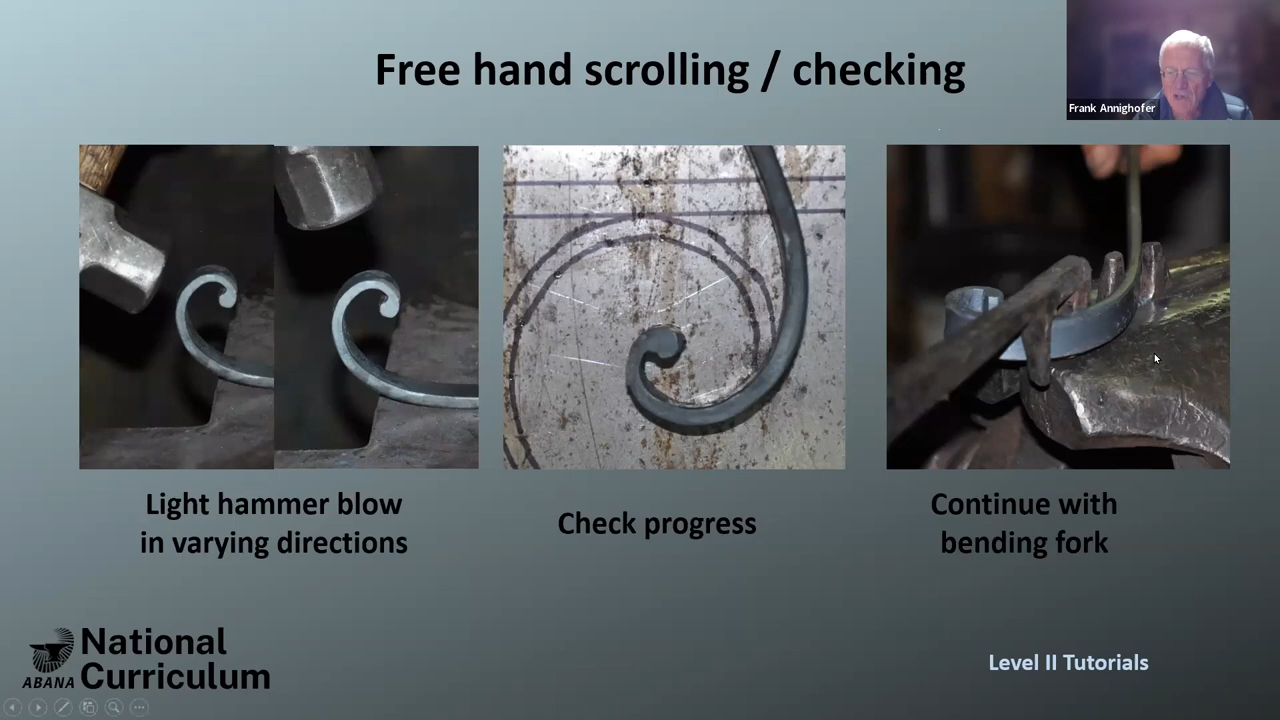 Free hand scrolling / checking
Frank Annighofer
Light hammer blow
in varying directions
Check progress
Continue with
bending fork
National
ABANA Curriculum
Level II Tutorials